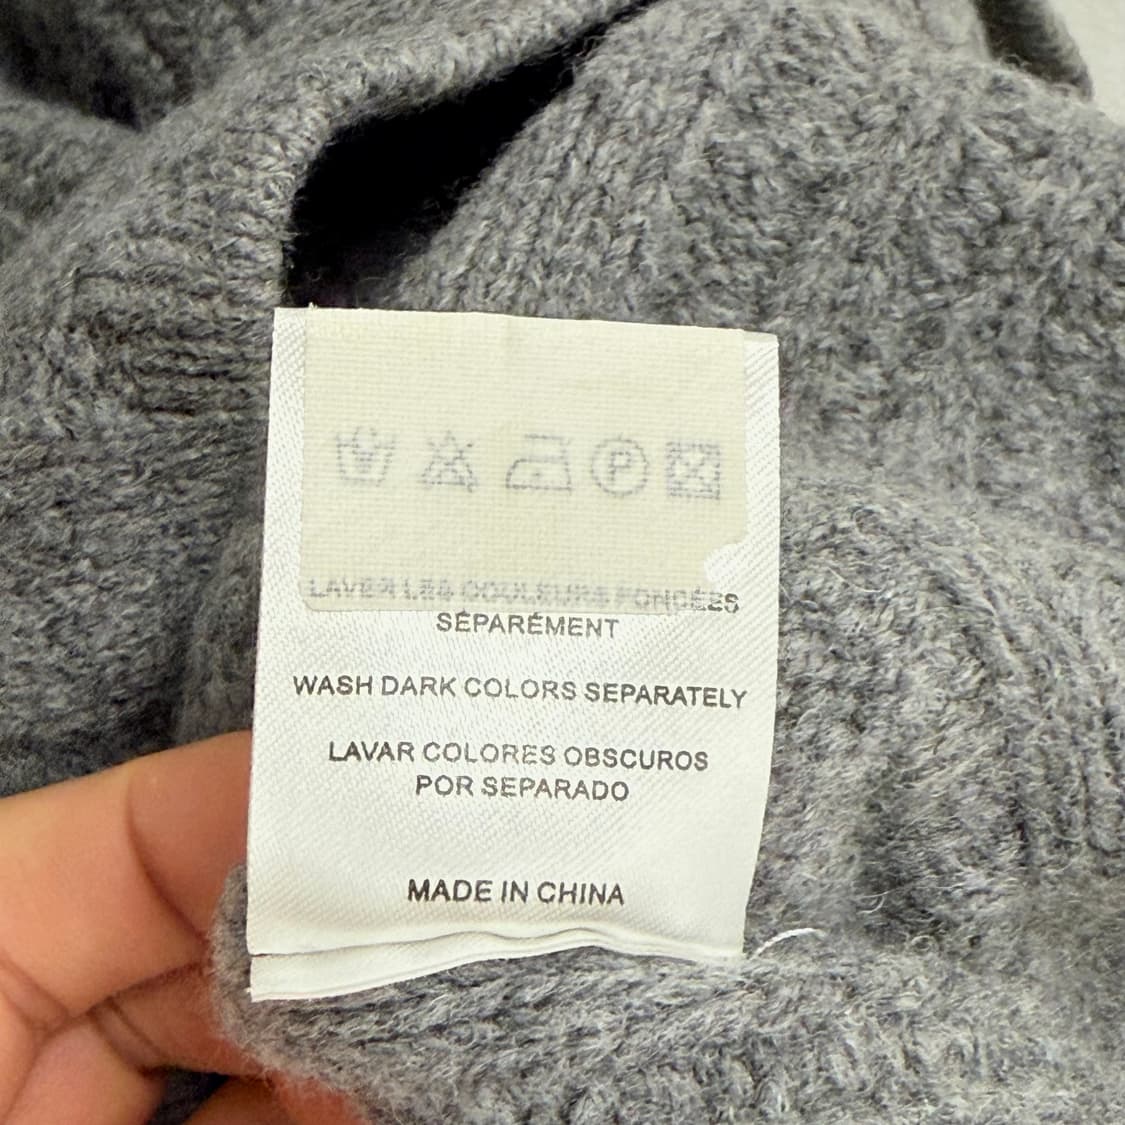 P
LAVER LES COULEURS FONCÉES
SÉPARÉMENT
WASH DARK COLORS SEPARATELY
LAVAR COLORES OBSCUROS
POR SEPARADO
MADE IN CHINA